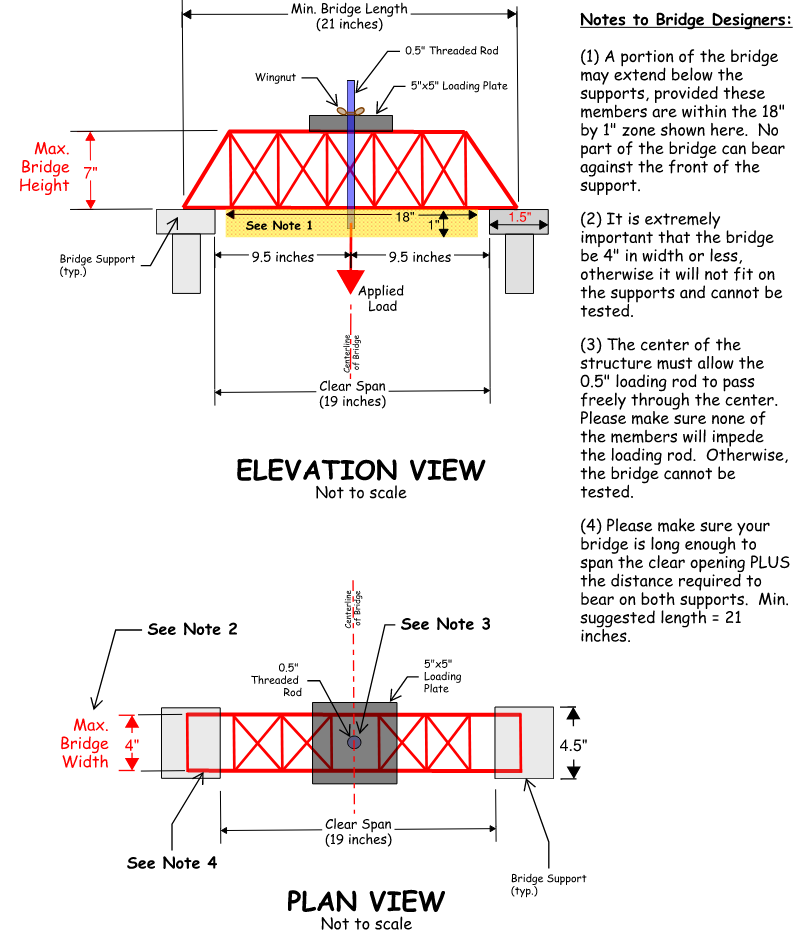 Min. Bridge Length
(21 inches)
0.5" Threaded Rod
Wingnut
5"x5" Loading Plate
Max.
Bridge
Height
7"
18"
1"
1.5"
See Note 1
Bridge Support
(typ.)
9.5 inches
9.5 inches
Applied
Load
Centerline
of Bridge
Clear Span
(19 inches)
ELEVATION VIEW
Not to scale
Centerline
of Bridge
See Note 2
See Note 3
0.5"
Threaded
Rod
5"x5"
Loading
Plate
Max.
Bridge
Width
4"
4.5"
Clear Span
(19 inches)
See Note 4
Bridge Support
(typ.)
PLAN VIEW
Not to scale
Notes to Bridge Designers:
(1) A portion of the bridge
may extend below the
supports, provided these
members are within the 18"
by 1" zone shown here.  No
part of the bridge can bear
against the front of the
support.
(2) It is extremely
important that the bridge
be 4" in width or less,
otherwise it will not fit on
the supports and cannot be
tested.
(3) The center of the
structure must allow the
0.5" loading rod to pass
freely through the center.
Please make sure none of
the members will impede
the loading rod.  Otherwise,
the bridge cannot be
tested.
(4) Please make sure your
bridge is long enough to
span the clear opening PLUS
the distance required to
bear on both supports.  Min.
suggested length = 21
inches.